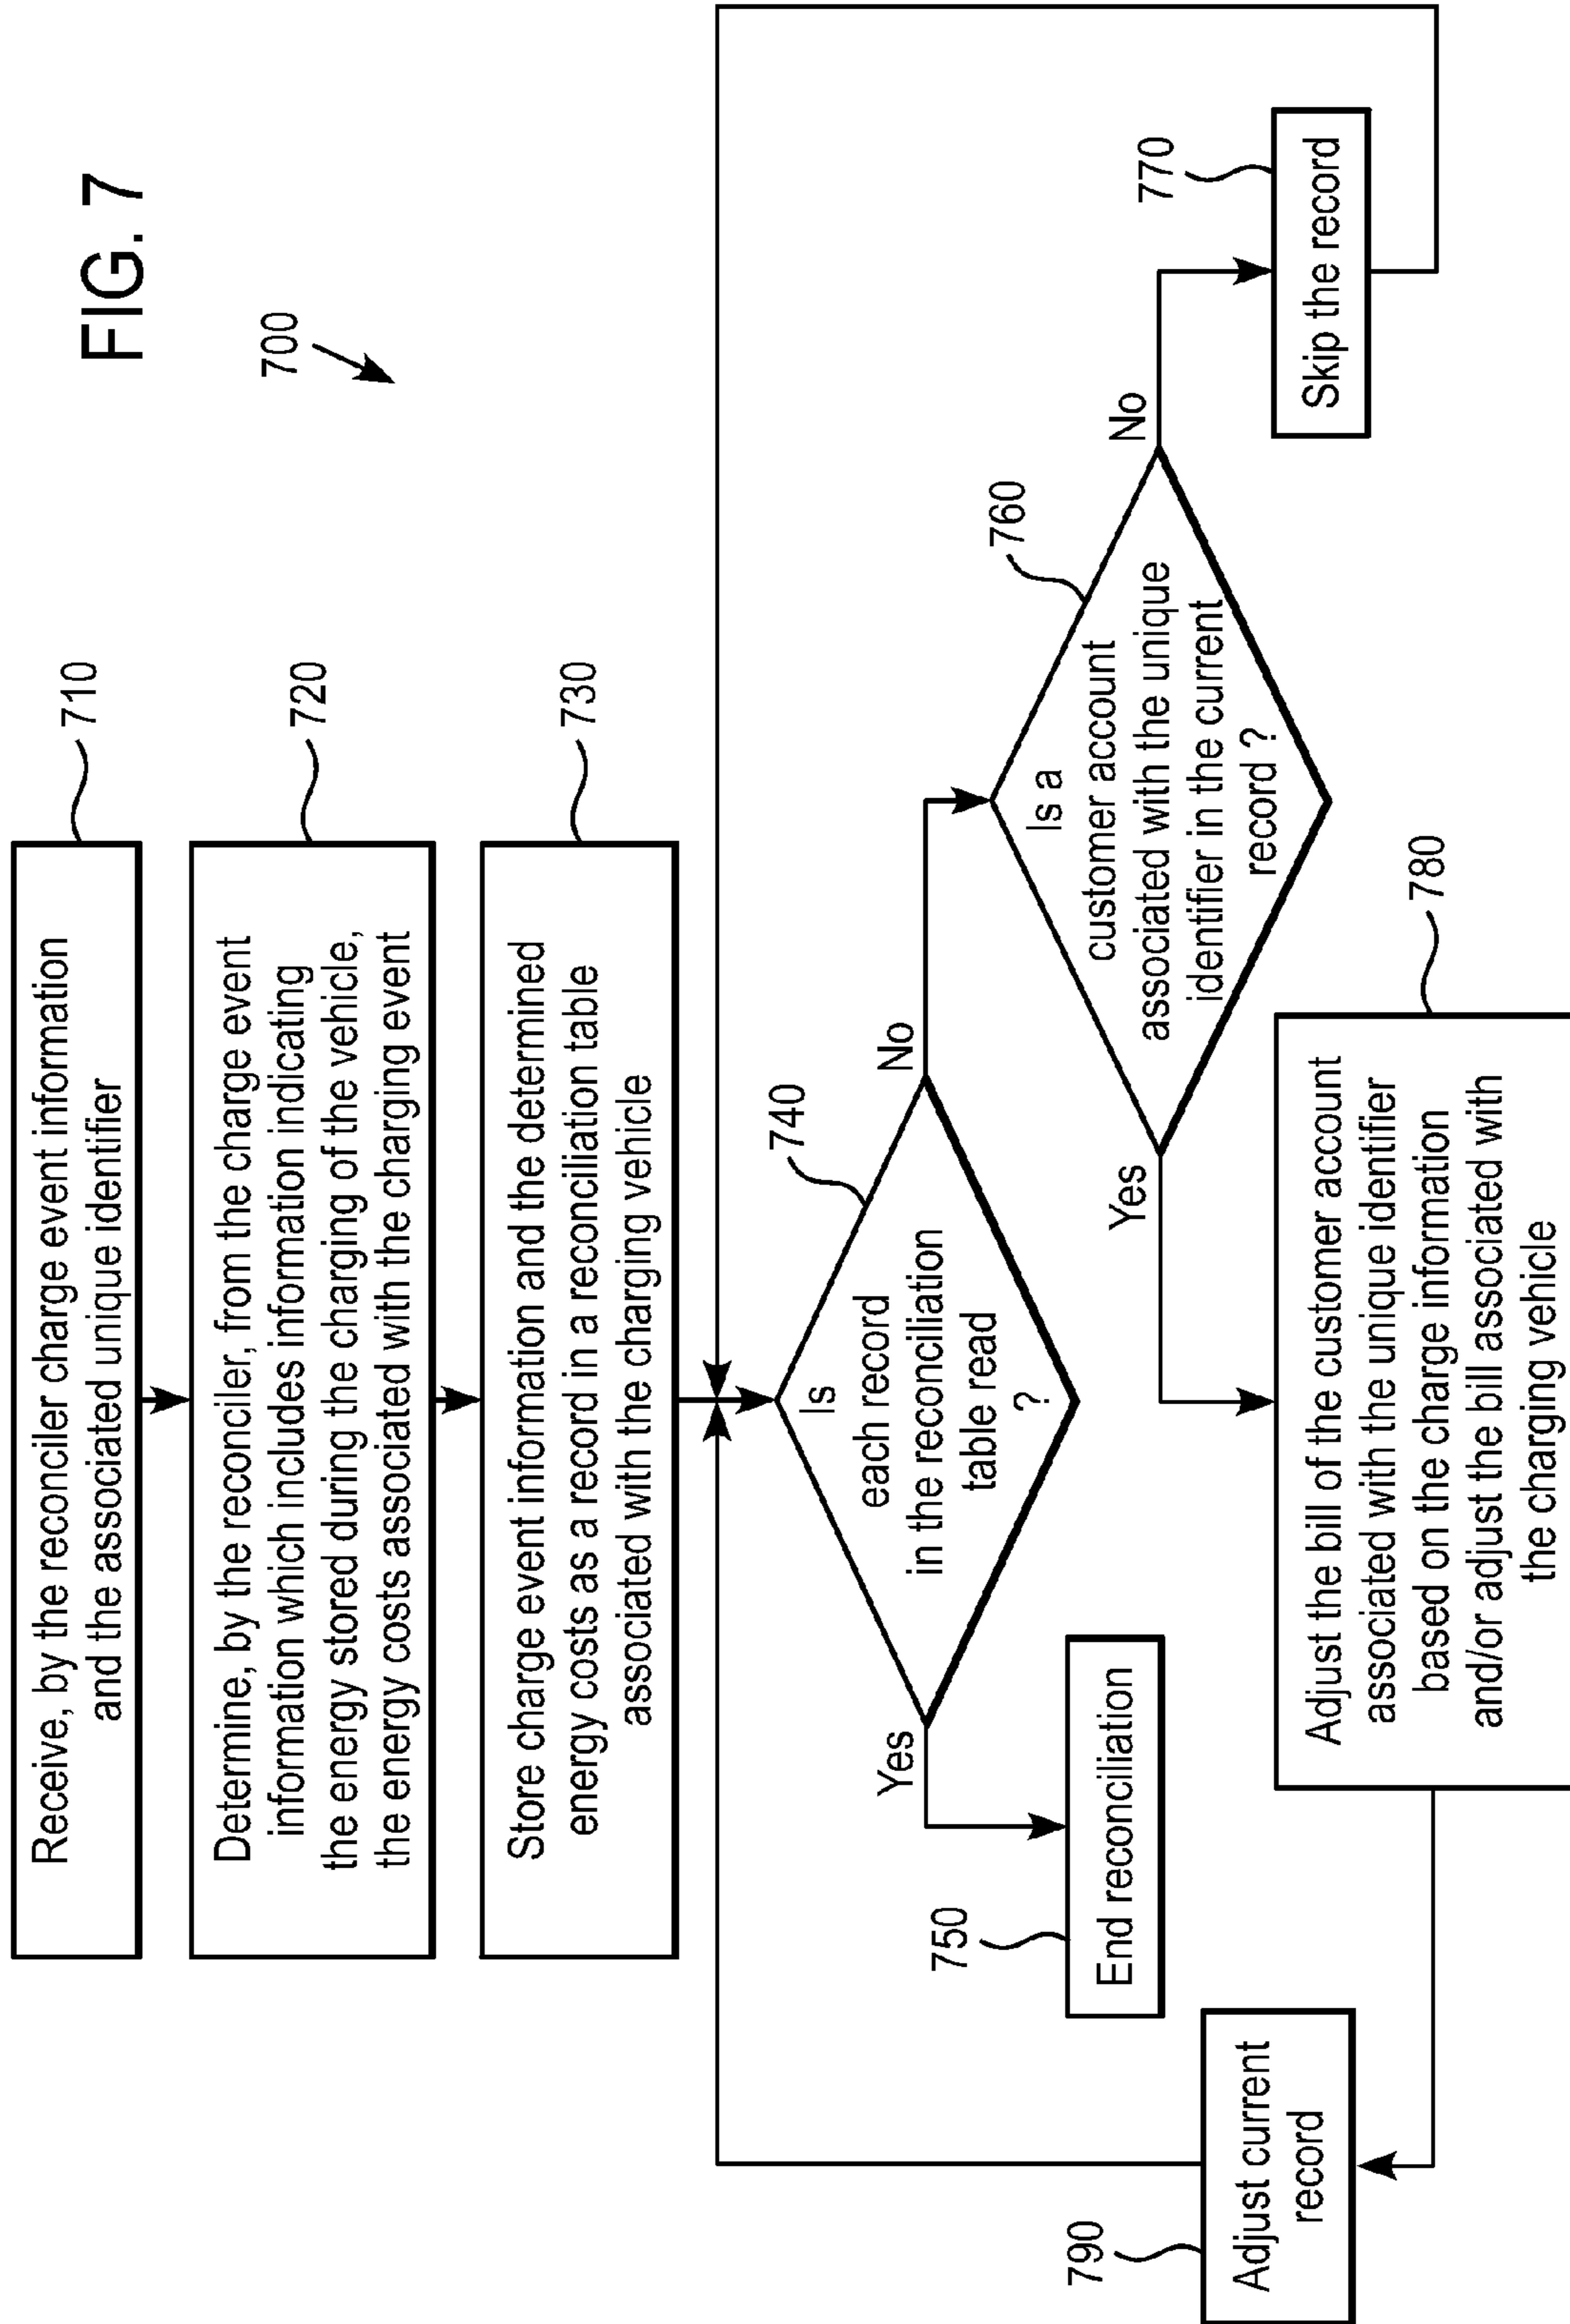 FIG. 7
700
Receive, by the reconciler charge event information
and the associated unique identifier
710
Determine, by the reconciler, from the charge event
information which includes information indicating
the energy stored during the charging of the vehicle,
the energy costs associated with the charging event
720
Store charge event information and the determined
energy costs as a record in a reconciliation table
associated with the charging vehicle
730
Is
each record
in the reconciliation
table read
?
740
Yes
No
End reconciliation
750
Is a
customer account
associated with the unique
identifier in the current
record ?
760
Yes
No
Skip the record
770
Adjust the bill of the customer account
associated with the unique identifier
based on the charge information
and/or adjust the bill associated with
the charging vehicle
780
Adjust current
record
790